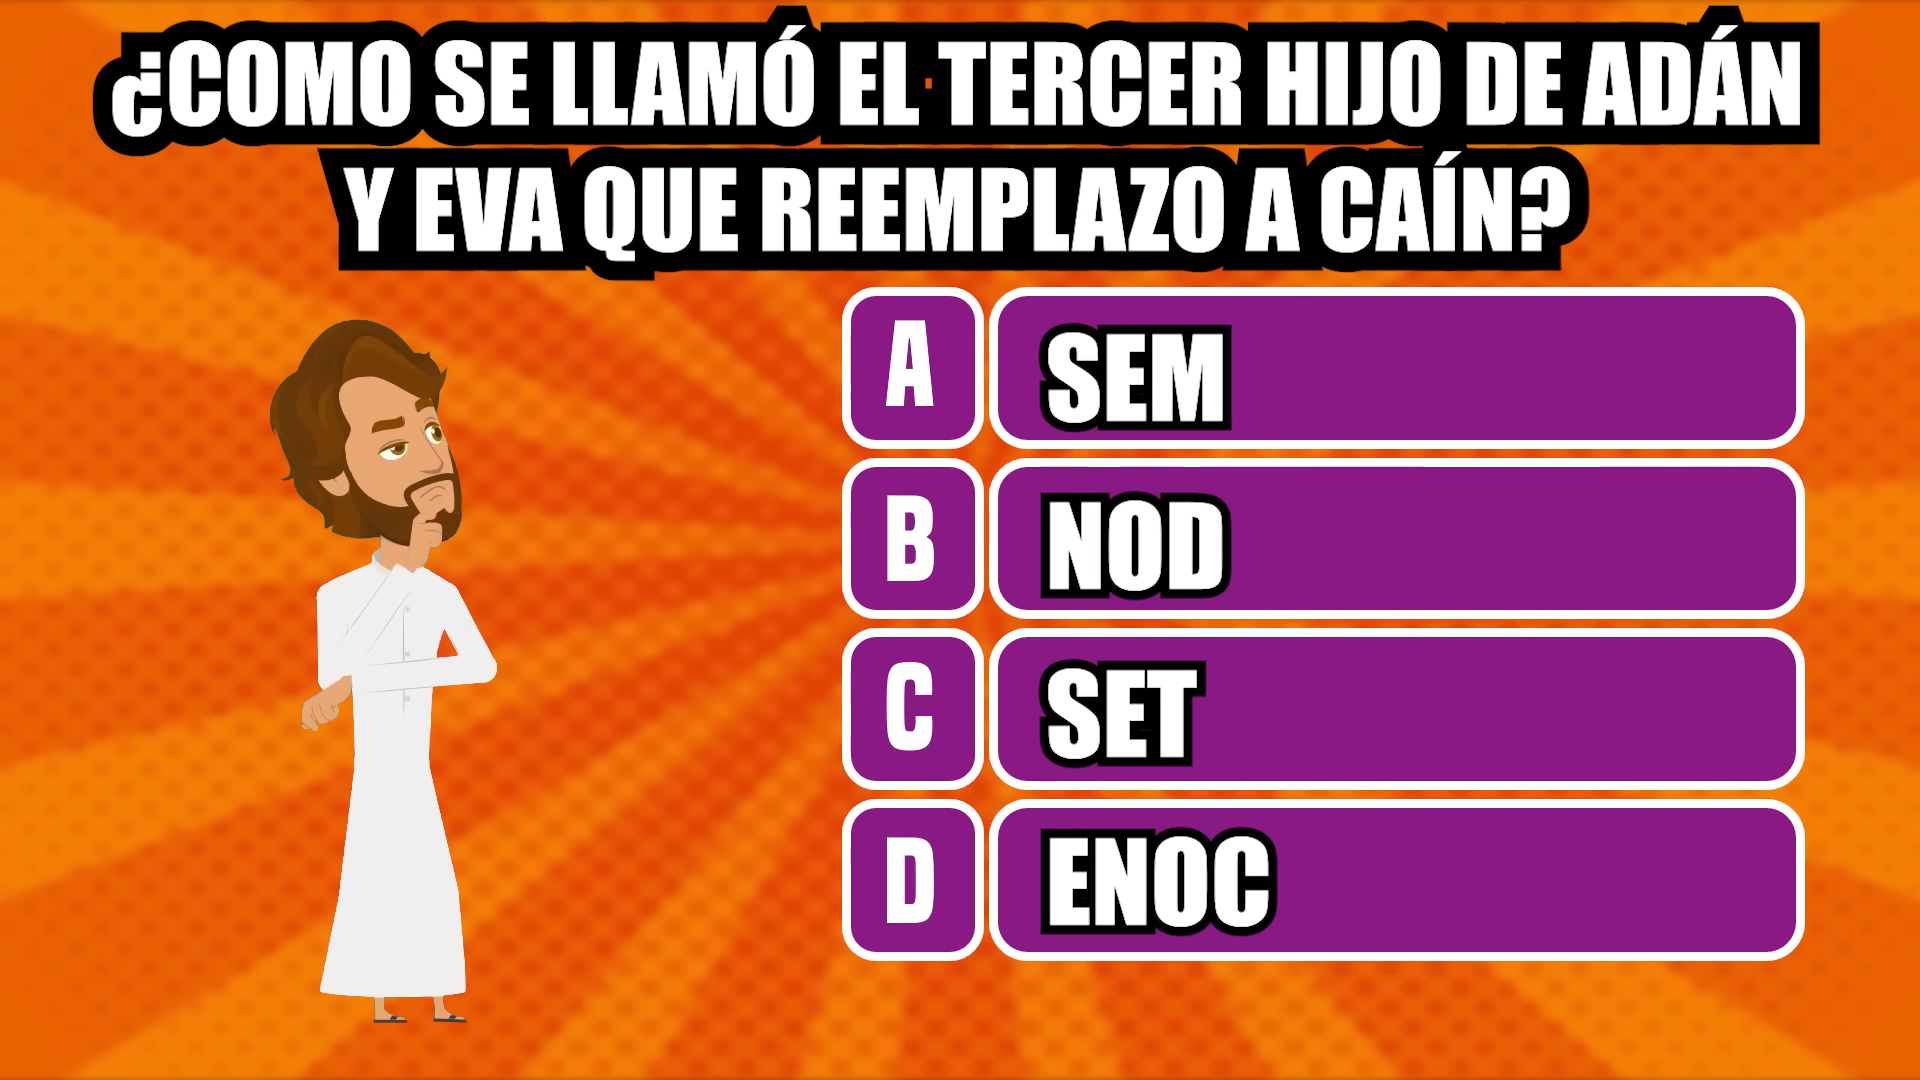 ¿COMO SE LLAMÓ EL TERCER HIJO DE ADÁN
Y EVA QUE REEMPLAZO A CAÍN?
A SEM
B NOD
C SET
D ENOC